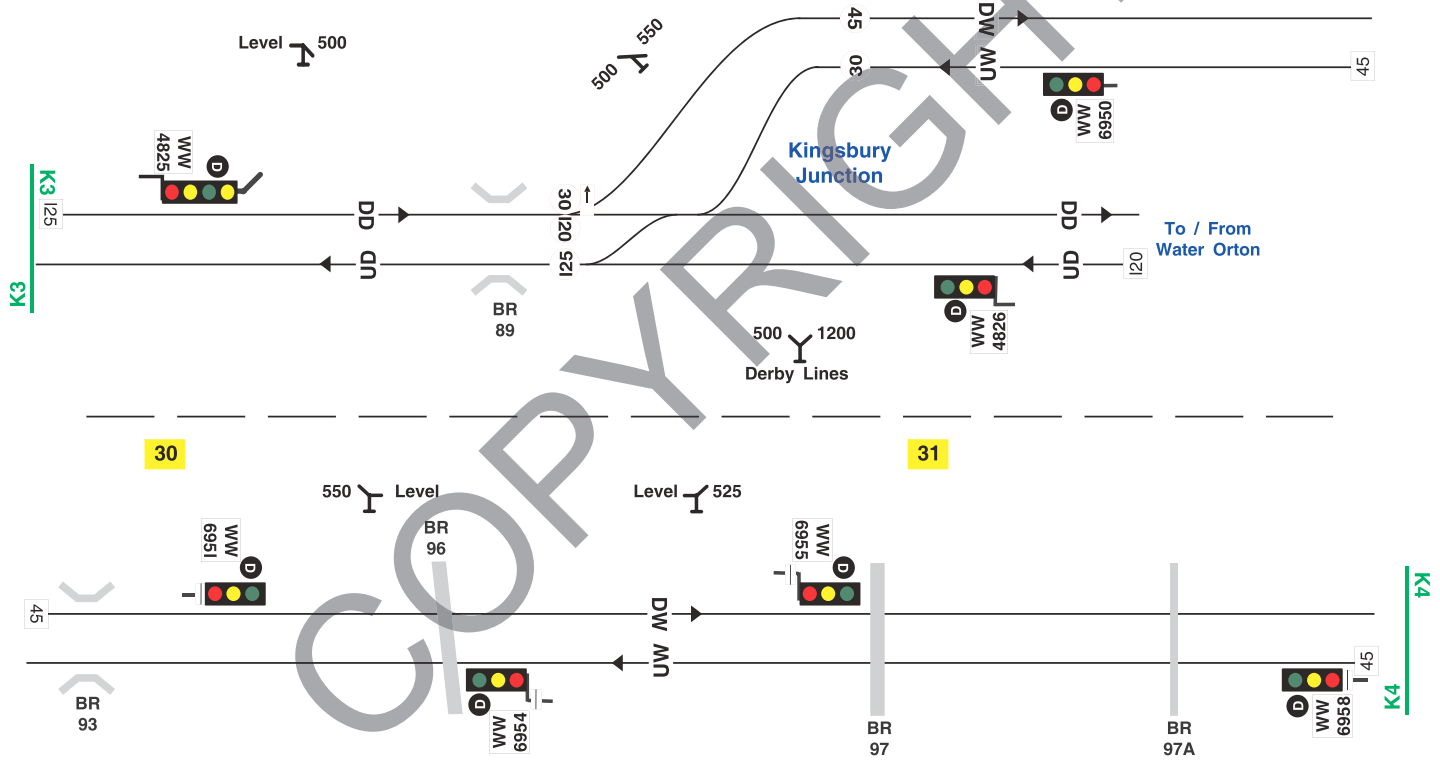 Level 500
500 550
45
DW
30
UW
45
WW
6950
D
WW
4825
D
K3
125
DD
30
120
DD
To / From
Water Orton
Kingsbury
Junction
K3
UD
125
UD
120
BR
89
D
WW
4826
500 1200
Derby Lines
30
31
550 Level
Level 525
WW
6951
D
BR
96
WW
6955
D
45
DW
K4
UW
45
K4
BR
93
D
WW
6954
BR
97
BR
97A
D
WW
6958
COPYRIGH